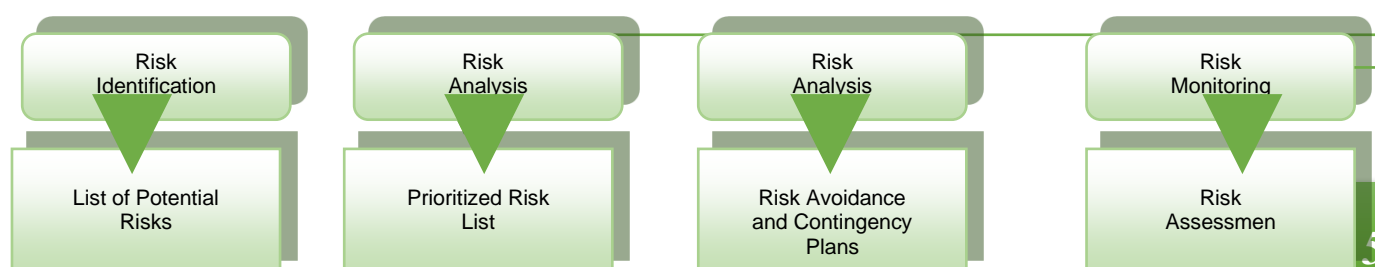 Risk
Identification
Risk
Analysis
Risk
Analysis
Risk
Monitoring
List of Potential
Risks
Prioritized Risk
List
Risk Avoidance
and Contingency
Plans
Risk
Assessmen
5